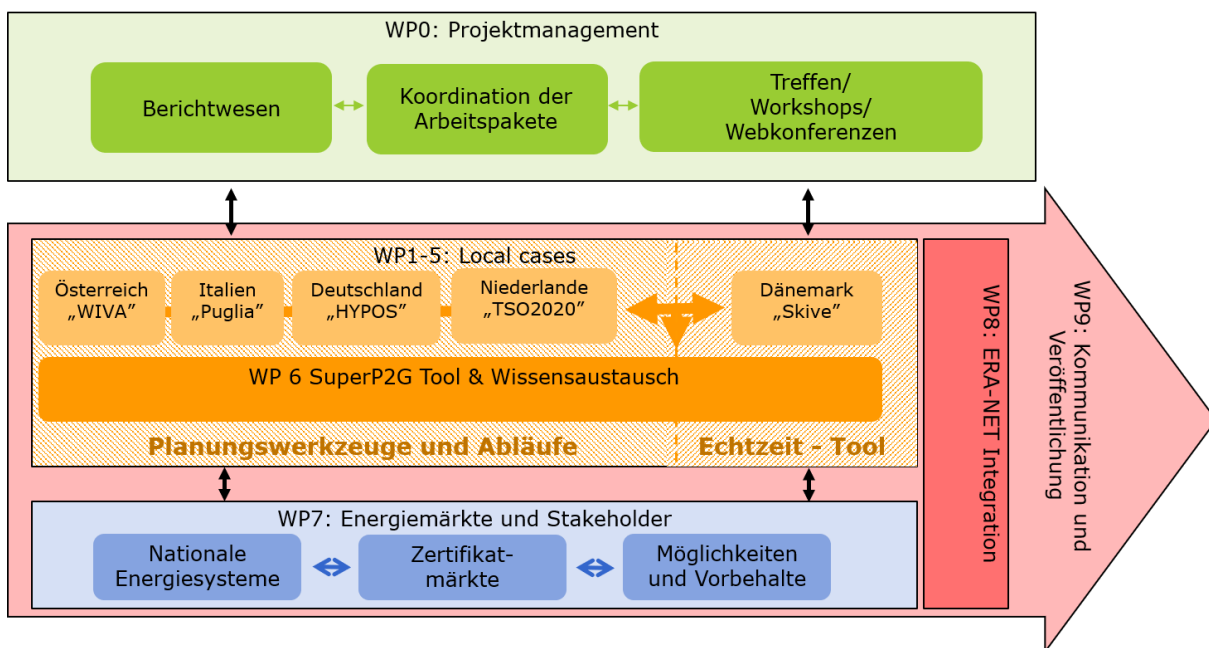 WP0: Projektmanagement
Berichtwesen
Koordination der
Arbeitspakete
Treffen/
Workshops/
Webkonferenzen
WP1-5: Local cases
Österreich
„WIVA”
Italien
„Puglia”
Deutschland
„HYPOS”
Niederlande
„TSO2020”
Dänemark
„Skive”
WP 6 SuperP2G Tool & Wissensaustausch
Planungswerkzeuge und Abläufe
Echtzeit - Tool
WP7: Energiemärkte und Stakeholder
Nationale
Energiesysteme
Zertifikat-
märkte
Möglichkeiten
und Vorbehalte
WP8: ERA-NET Integration
WP9: Kommunikation und
Veröffentlichung